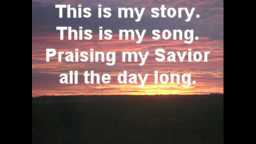 This is my story.
This is my song.
Praising my Savior
all the day long.